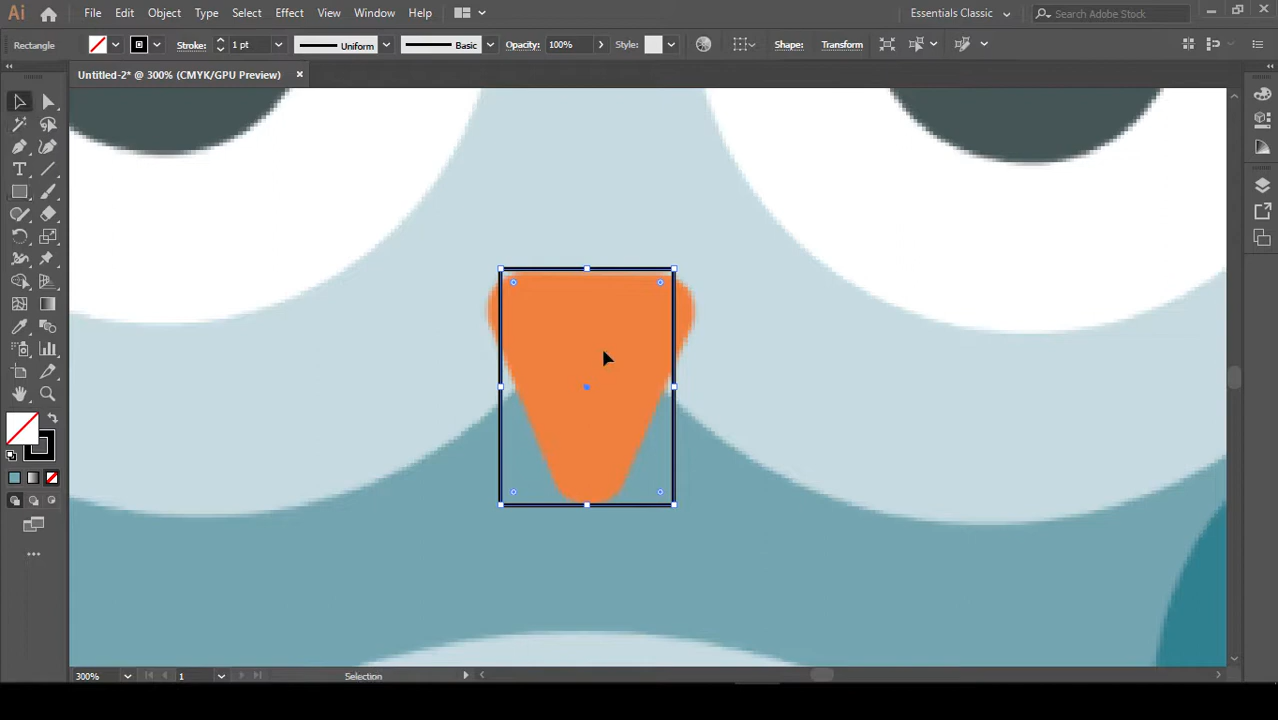 Ai File Edit Object Type Select Effect View Window Help Essentials Classic Search Adobe Stock
Rectangle Stroke: 1 pt Uniform Basic Opacity: 100% Style: Shape: Transform
Untitled-2* @ 300% (CMYK/GPU Preview)
300% 1 Selection